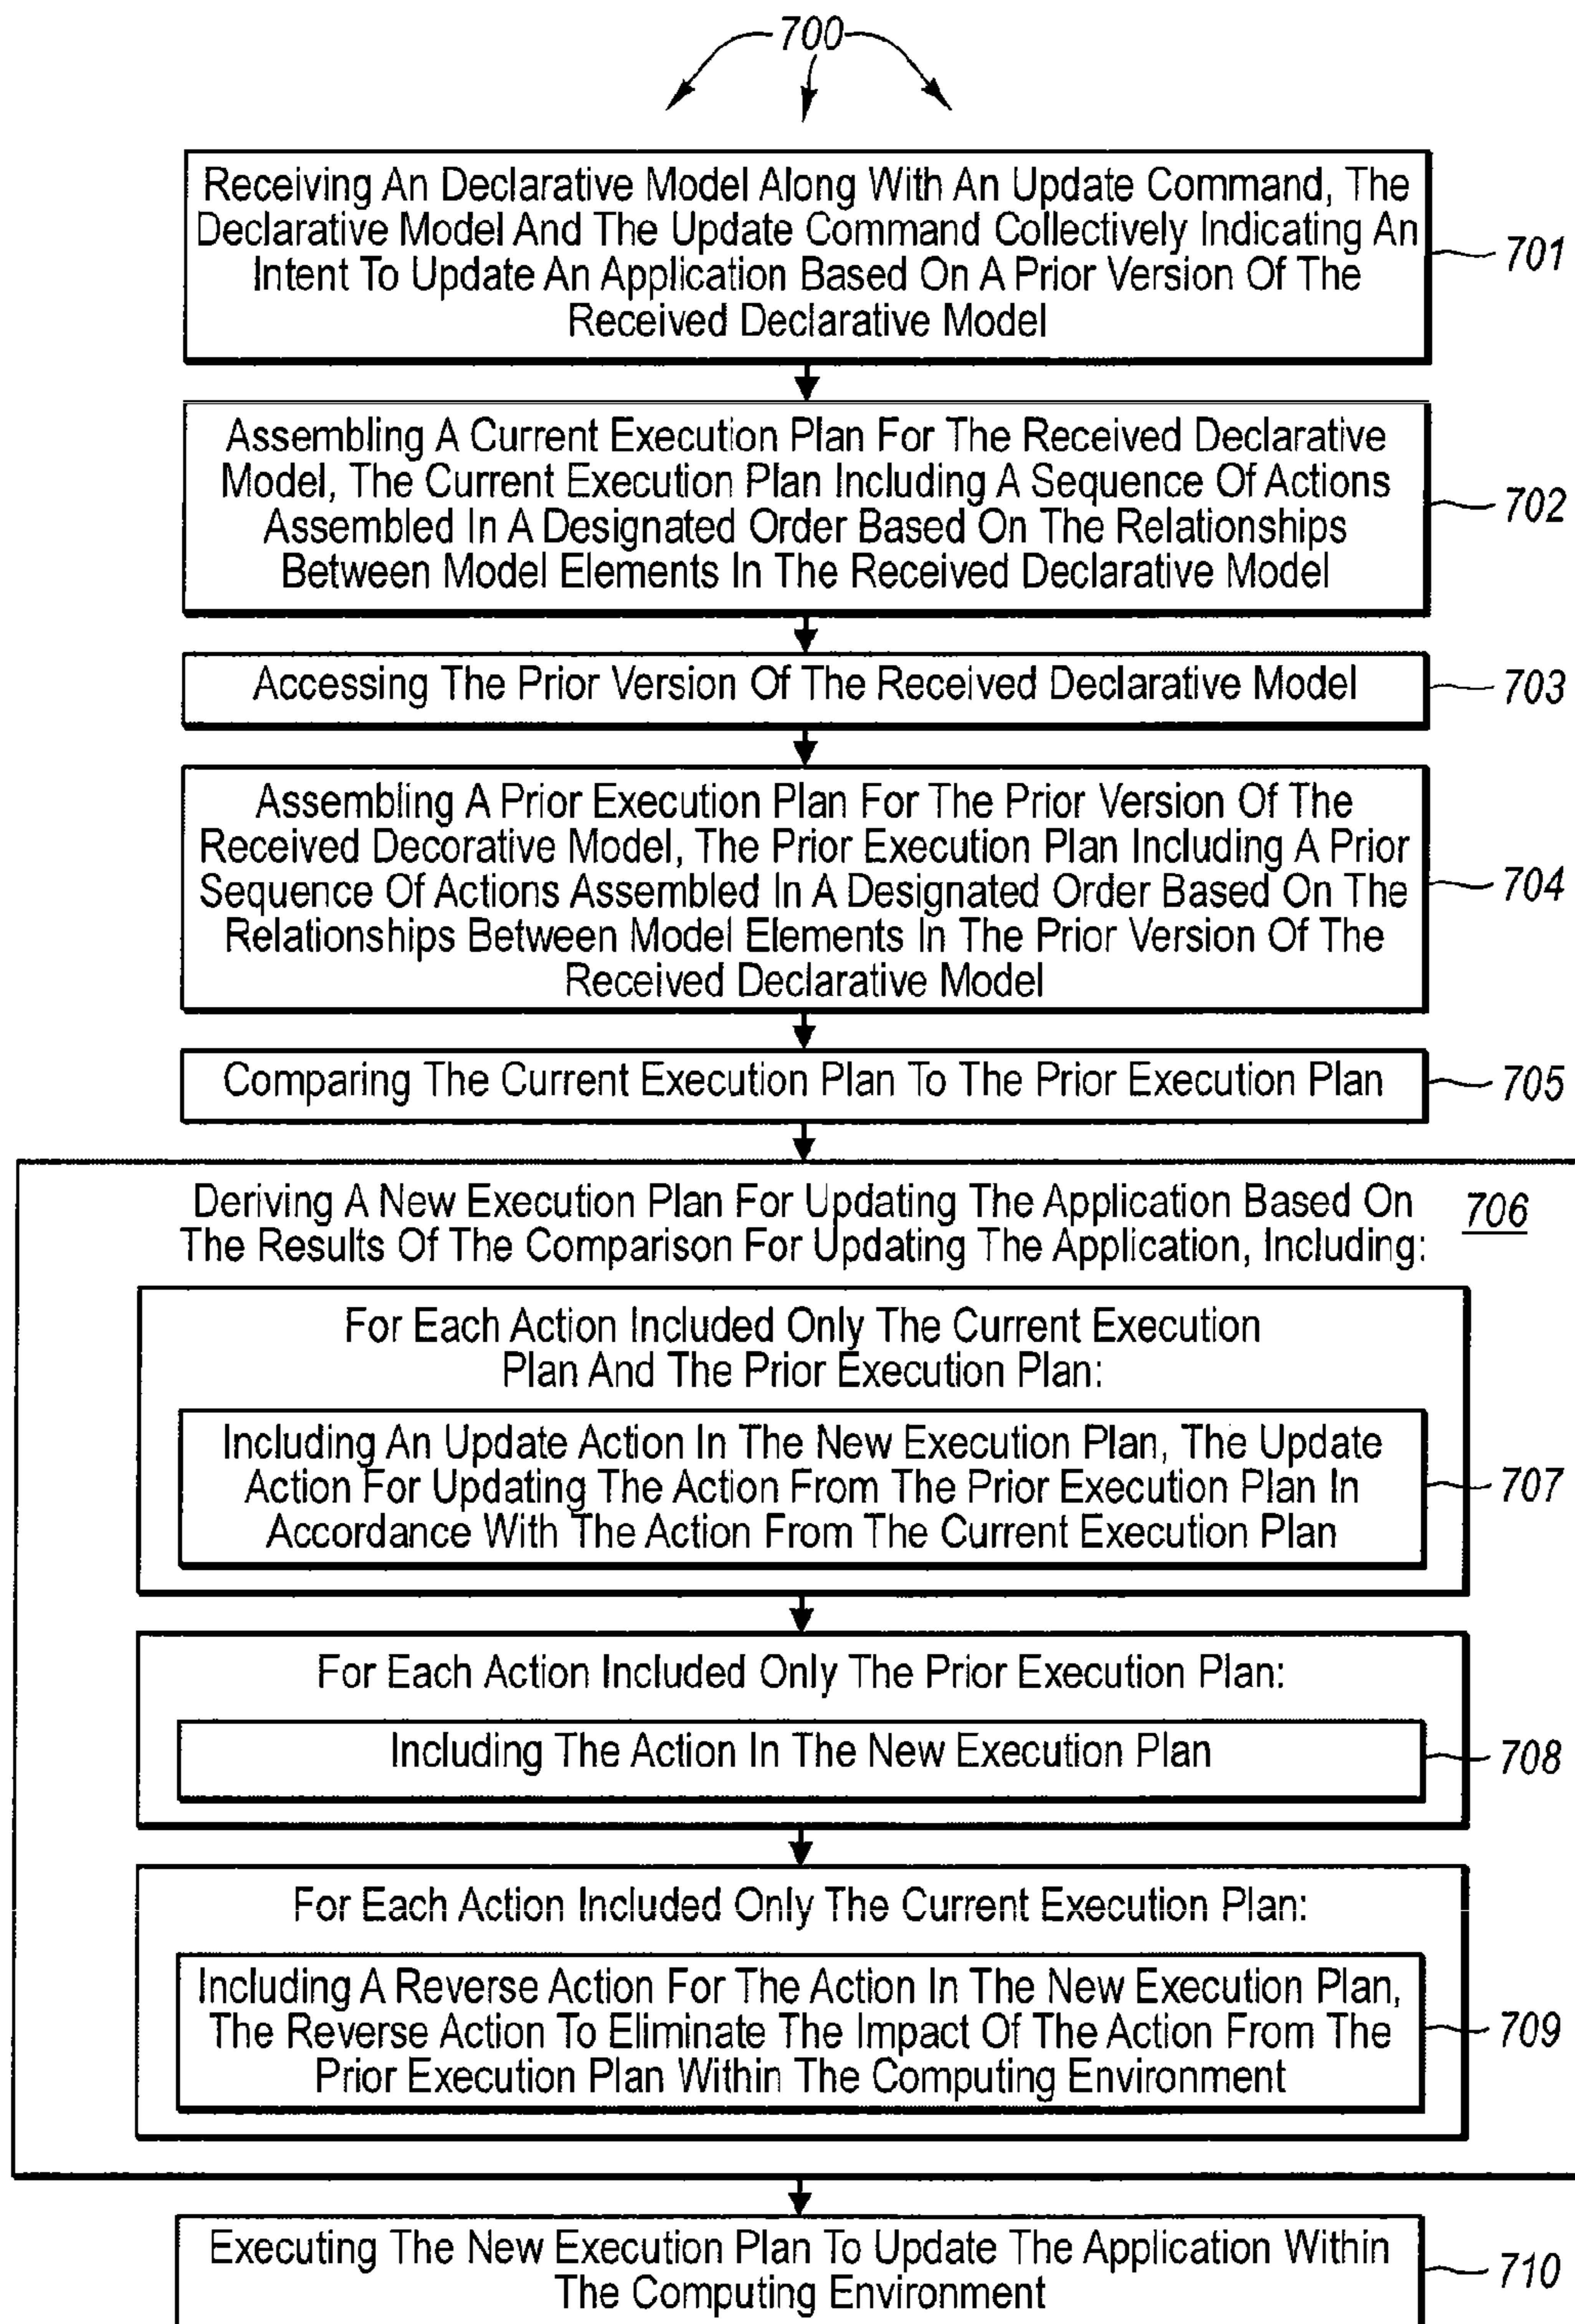 700
Receiving An Declarative Model Along With An Update Command, The
Declarative Model And The Update Command Collectively Indicating An
Intent To Update An Application Based On A Prior Version Of The
Received Declarative Model
701
Assembling A Current Execution Plan For The Received Declarative
Model, The Current Execution Plan Including A Sequence Of Actions
Assembled In A Designated Order Based On The Relationships
Between Model Elements In The Received Declarative Model
702
Accessing The Prior Version Of The Received Declarative Model
703
Assembling A Prior Execution Plan For The Prior Version Of The
Received Decorative Model, The Prior Execution Plan Including A Prior
Sequence Of Actions Assembled In A Designated Order Based On The
Relationships Between Model Elements In The Prior Version Of The
Received Declarative Model
704
Comparing The Current Execution Plan To The Prior Execution Plan
705
Deriving A New Execution Plan For Updating The Application Based On
The Results Of The Comparison For Updating The Application, Including:
706
For Each Action Included Only The Current Execution
Plan And The Prior Execution Plan:
Including An Update Action In The New Execution Plan, The Update
Action For Updating The Action From The Prior Execution Plan In
Accordance With The Action From The Current Execution Plan
707
For Each Action Included Only The Prior Execution Plan:
Including The Action In The New Execution Plan
708
For Each Action Included Only The Current Execution Plan:
Including A Reverse Action For The Action In The New Execution Plan,
The Reverse Action To Eliminate The Impact Of The Action From The
Prior Execution Plan Within The Computing Environment
709
Executing The New Execution Plan To Update The Application Within
The Computing Environment
710